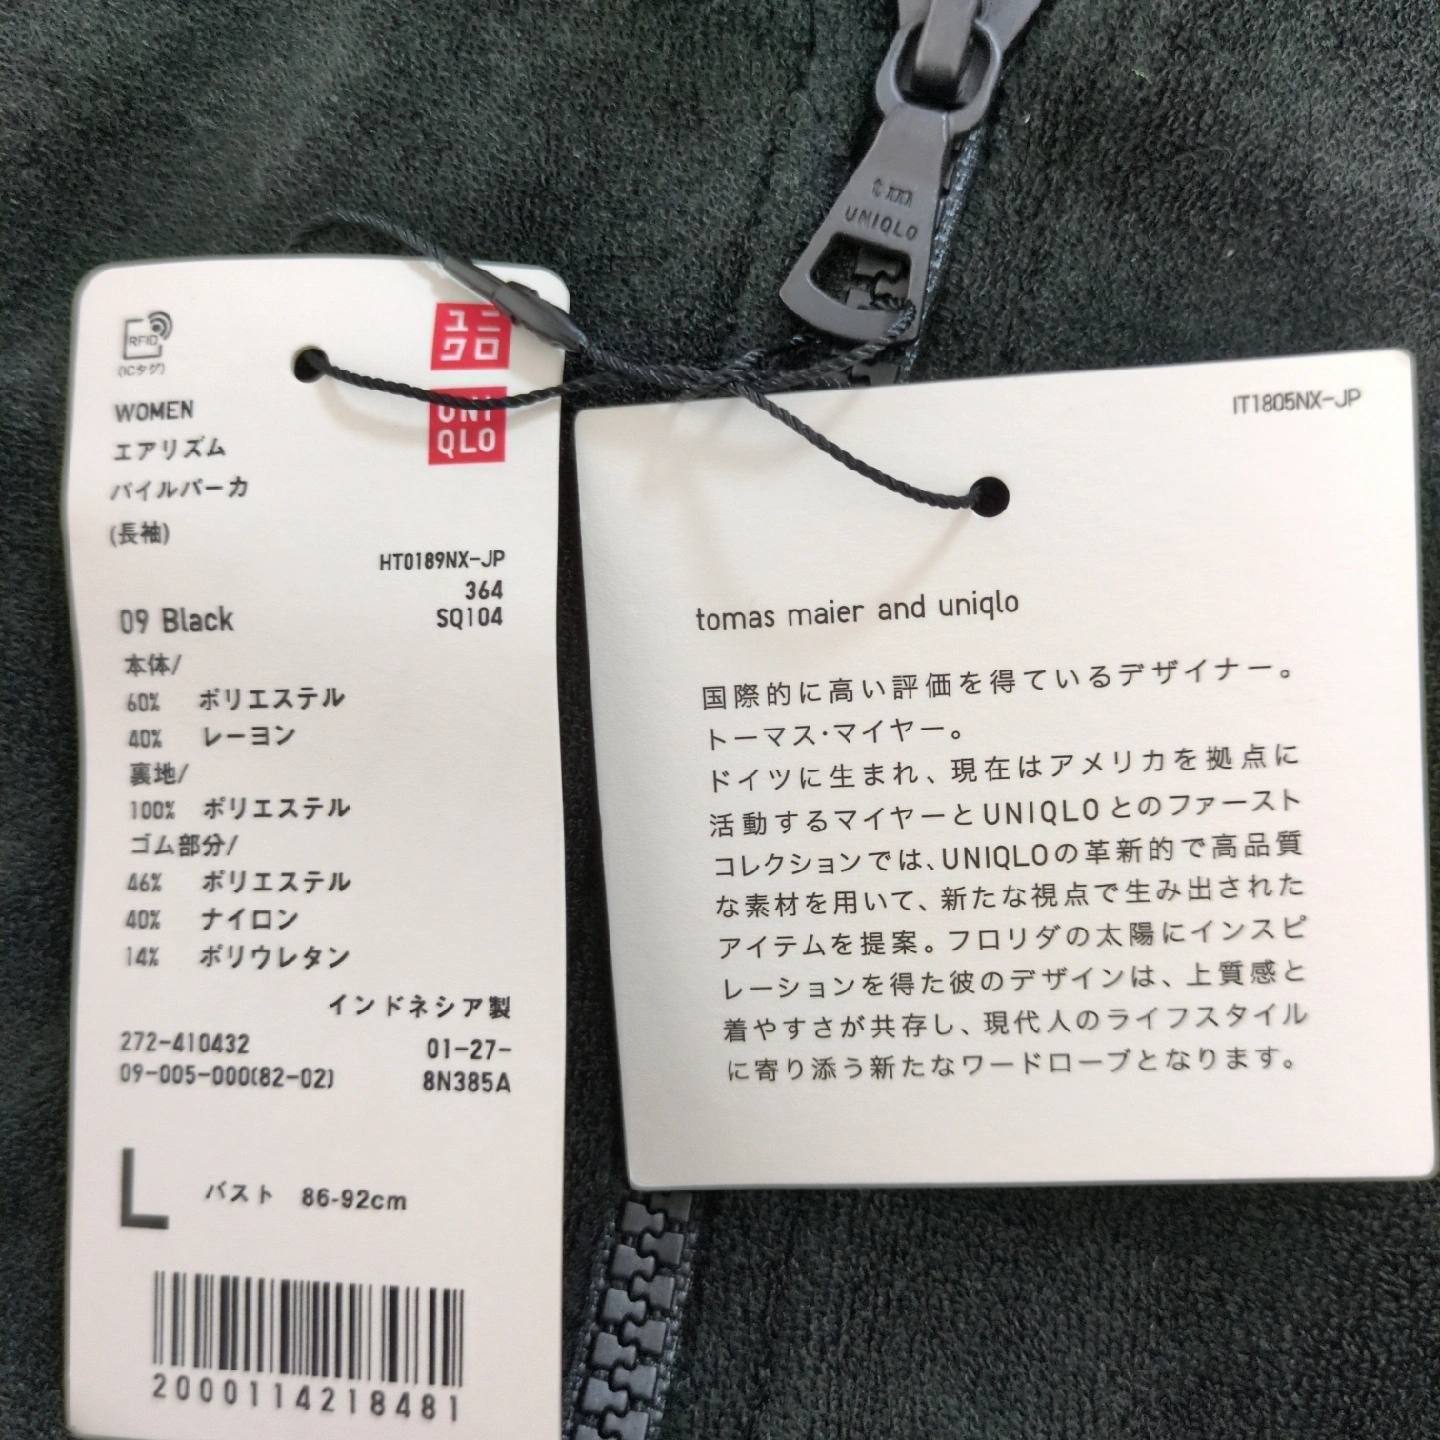 t m
UNIQLO
RFID
(ICタグ)
ユニ
クロ
UNI
QLO
WOMEN
エアリズム
パイルパーカ
(長袖)
HT0189NX-JP
364
09 Black
SQ104
本体/
60% ポリエステル
40% レーヨン
裏地/
100% ポリエステル
ゴム部分/
46% ポリエステル
40% ナイロン
14% ポリウレタン
インドネシア製
272-410432 01-27-
09-005-000(82-02) 8N385A
L バスト 86-92cm
2000114218481
IT1805NX-JP
tomas maier and uniqlo
国際的に高い評価を得ているデザイナー。
トーマス・マイヤー。
ドイツに生まれ、現在はアメリカを拠点に
活動するマイヤーとUNIQLOとのファースト
コレクションでは、UNIQLOの革新的で高品質
な素材を用いて、新たな視点で生み出された
アイテムを提案。フロリダの太陽にインスピ
レーションを得た彼のデザインは、上質感と
着やすさが共存し、現代人のライフスタイル
に寄り添う新たなワードローブとなります。